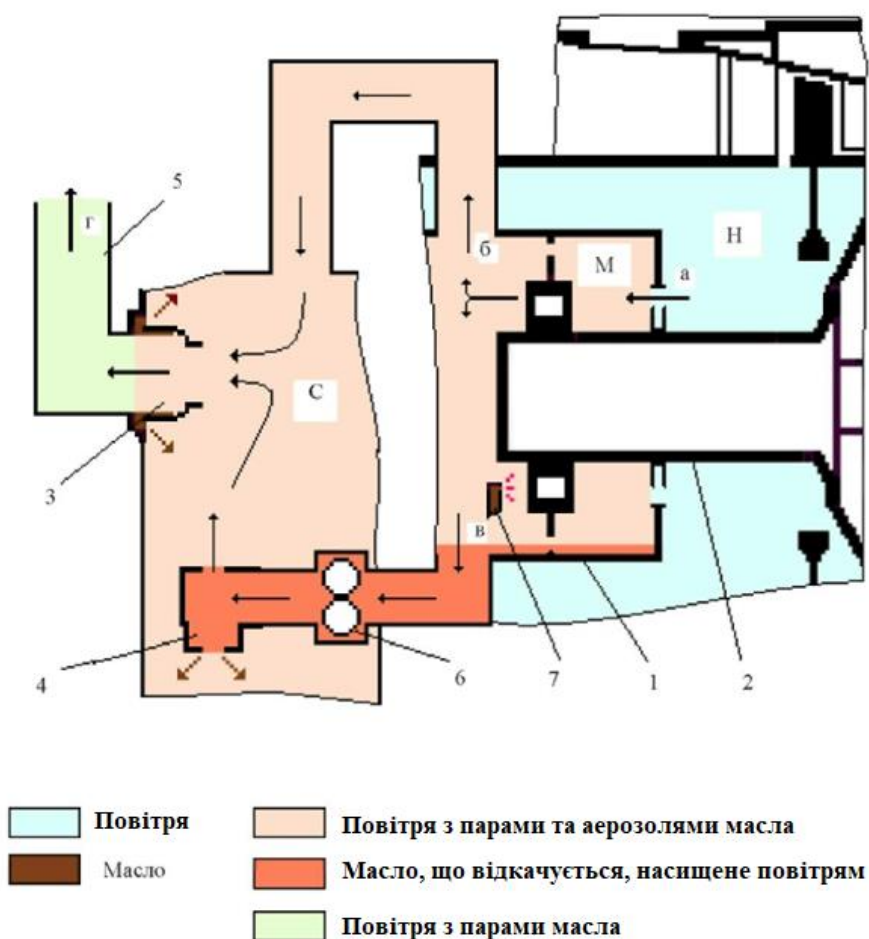 Н
М
а
б
г
5
С
3
в
4
6
7
1
2
Повітря
Масло
Повітря з парами та аерозолями масла
Масло, що відкачується, насищене повітрям
Повітря з парами масла